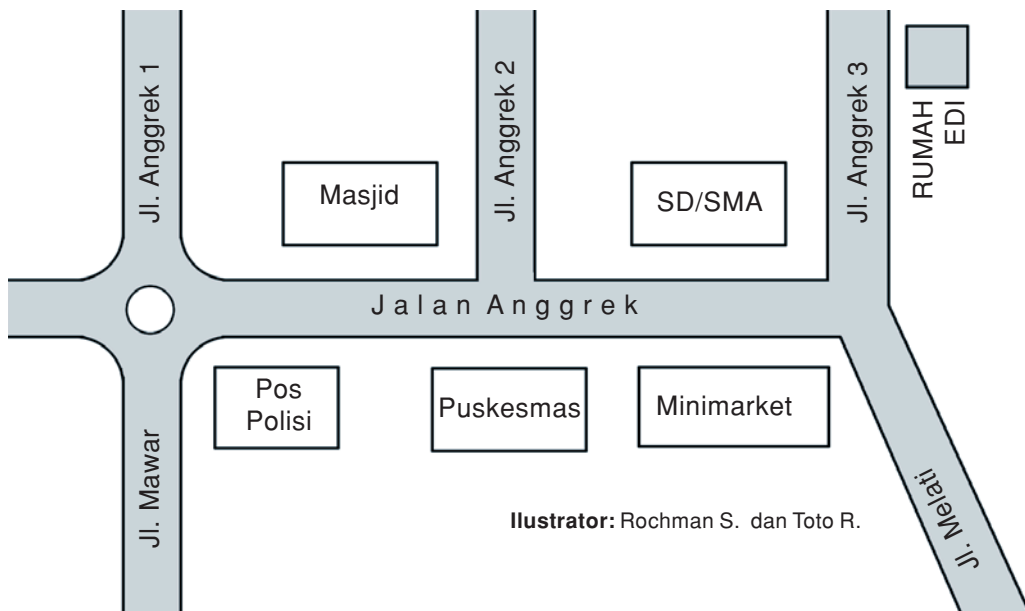 Jl. Anggrek 1
Jl. Anggrek 2
Jl. Anggrek 3
RUMAH
EDI
Masjid
SD/SMA
Jalan Anggrek
Pos
Polisi
Puskesmas
Minimarket
Jl. Mawar
Jl. Melati
Ilustrator: Rochman S. dan Toto R.